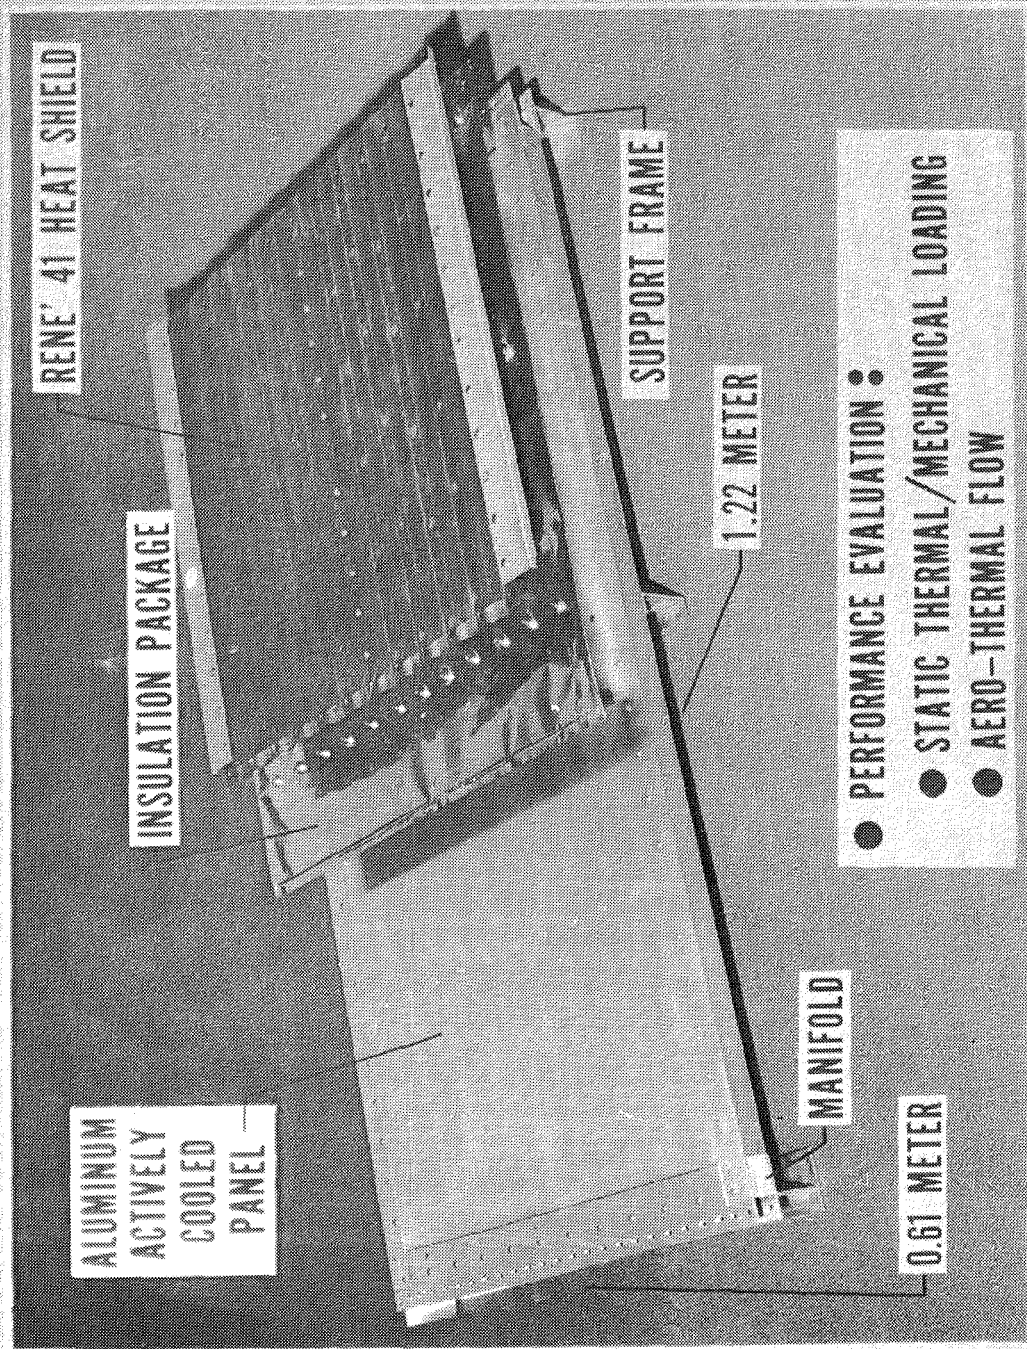 RENE' 41 HEAT SHIELD
INSULATION PACKAGE
ALUMINUM
ACTIVELY
COOLED
PANEL
SUPPORT FRAME
1.22 METER
MANIFOLD
0.61 METER
● PERFORMANCE EVALUATION :
● STATIC THERMAL/MECHANICAL LOADING
● AERO-THERMAL FLOW